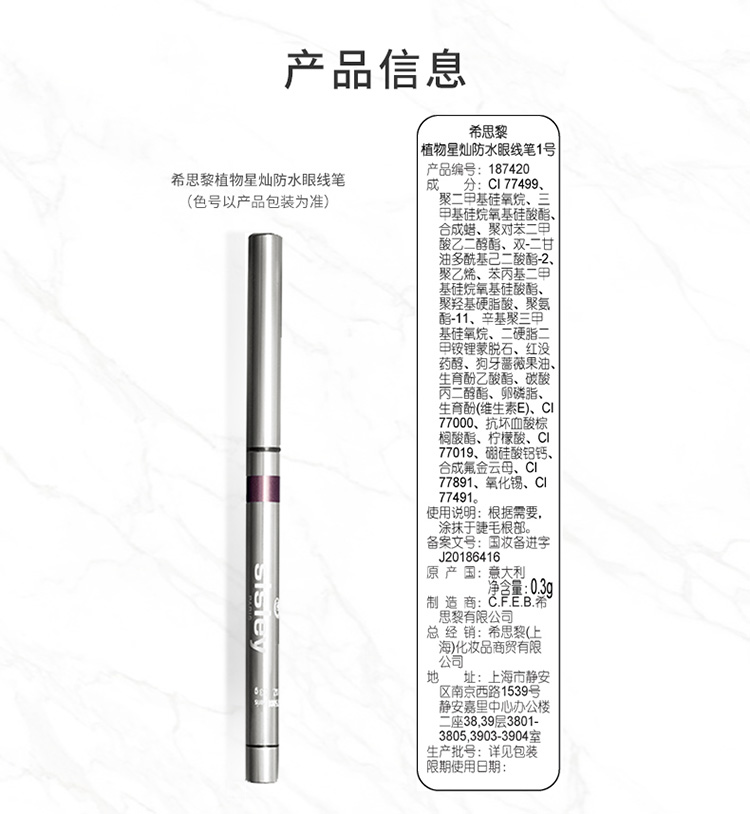 产品信息
希思黎植物星灿防水眼线笔
（色号以产品包装为准）
sisley
PARIS
希思黎
植物星灿防水眼线笔1号
产品编号：187420
成　　分：CI 77499、
聚二甲基硅氧烷、三
甲基硅烷氧基硅酸酯、
合成蜡、聚对苯二甲
酸乙二醇酯、双-二甘
油多酰基己二酸酯-2、
聚乙烯、苯丙基二甲
基硅烷氧基硅酸酯、
聚羟基硬脂酸、聚氨
酯-11、辛基聚三甲
基硅氧烷、二硬脂二
甲铵锂蒙脱石、红没
药醇、狗牙蔷薇果油、
生育酚乙酸酯、碳酸
丙二醇酯、卵磷脂、
生育酚(维生素E)、CI
77000、抗坏血酸棕
榈酸酯、柠檬酸、CI
77019、硼硅酸铝钙、
合成氟金云母、CI
77891、氧化锡、CI
77491。
使用说明：根据需要，
涂抹于睫毛根部。
备案文号：国妆备进字
J20186416
原 产 国：意大利
净含量：0.3g
制 造 商：C.F.E.B.希
思黎有限公司
总 经 销：希思黎(上
海)化妆品商贸有限
公司
地　　址：上海市静安
区南京西路1539号
静安嘉里中心办公楼
二座38,39层3801-
3805,3903-3904室
生产批号：详见包装
限期使用日期：